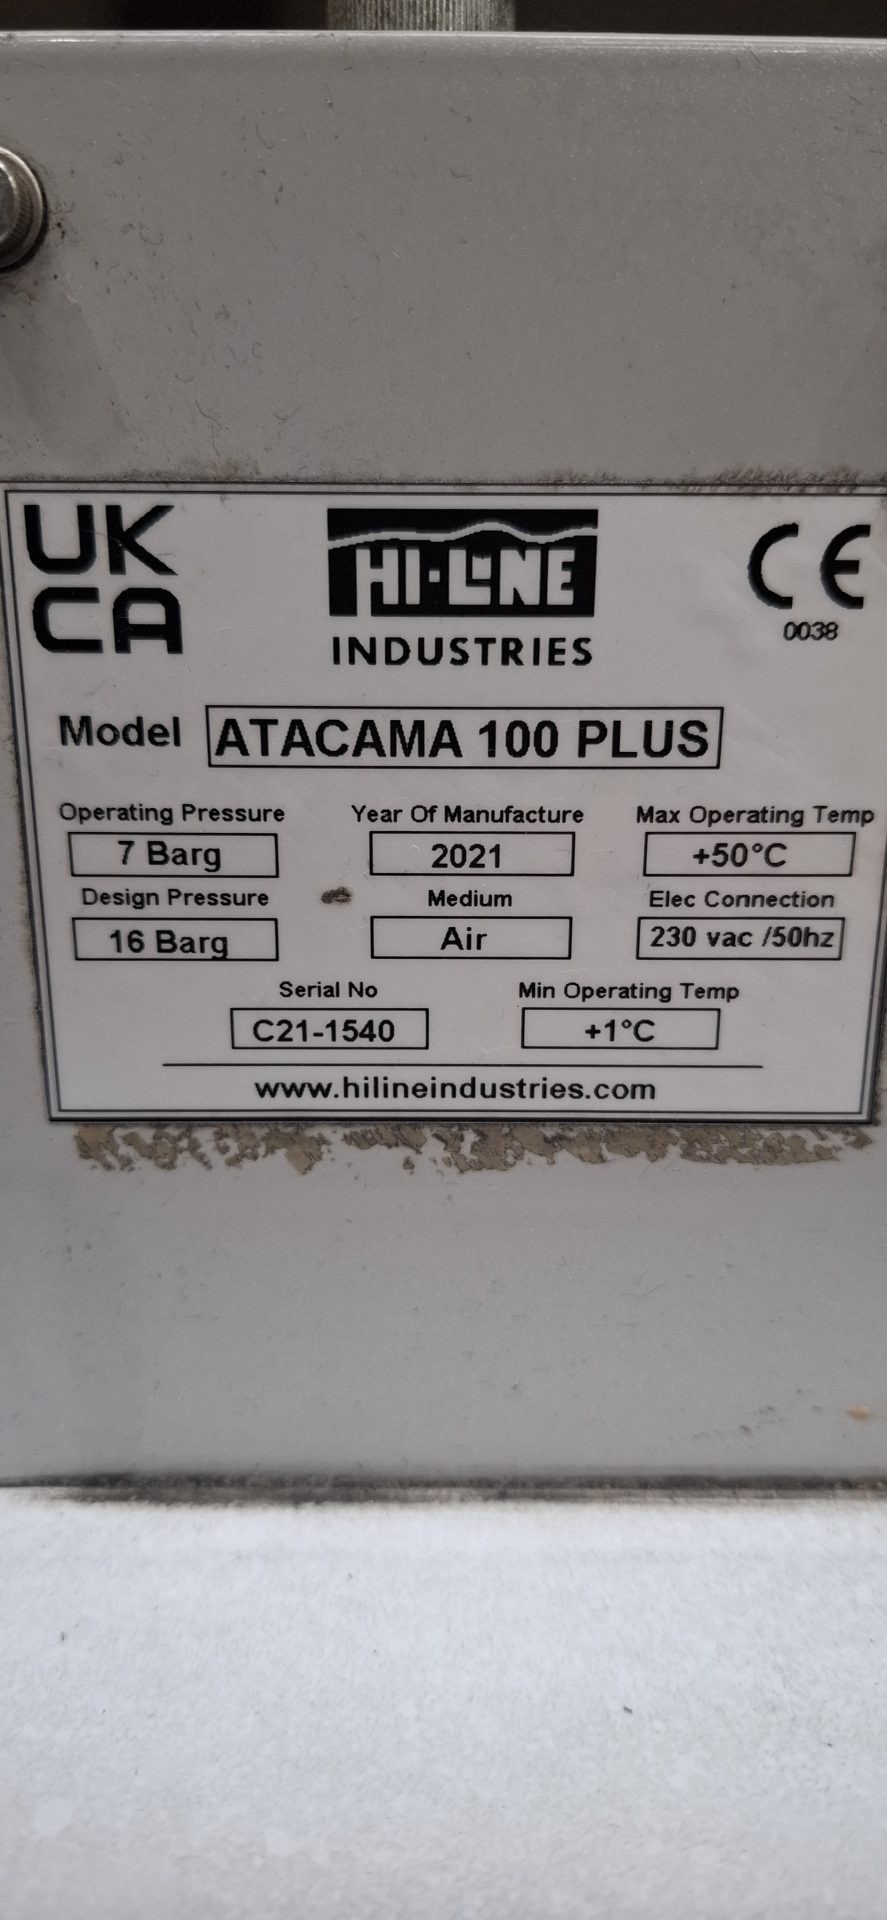 UK
CA
HI-LINE
INDUSTRIES
CE
0038
Model ATACAMA 100 PLUS
Operating Pressure Year Of Manufacture Max Operating Temp
7 Barg 2021 +50°C
Design Pressure Medium Elec Connection
16 Barg Air 230 vac /50hz
Serial No Min Operating Temp
C21-1540 +1°C
www.hilineindustries.com